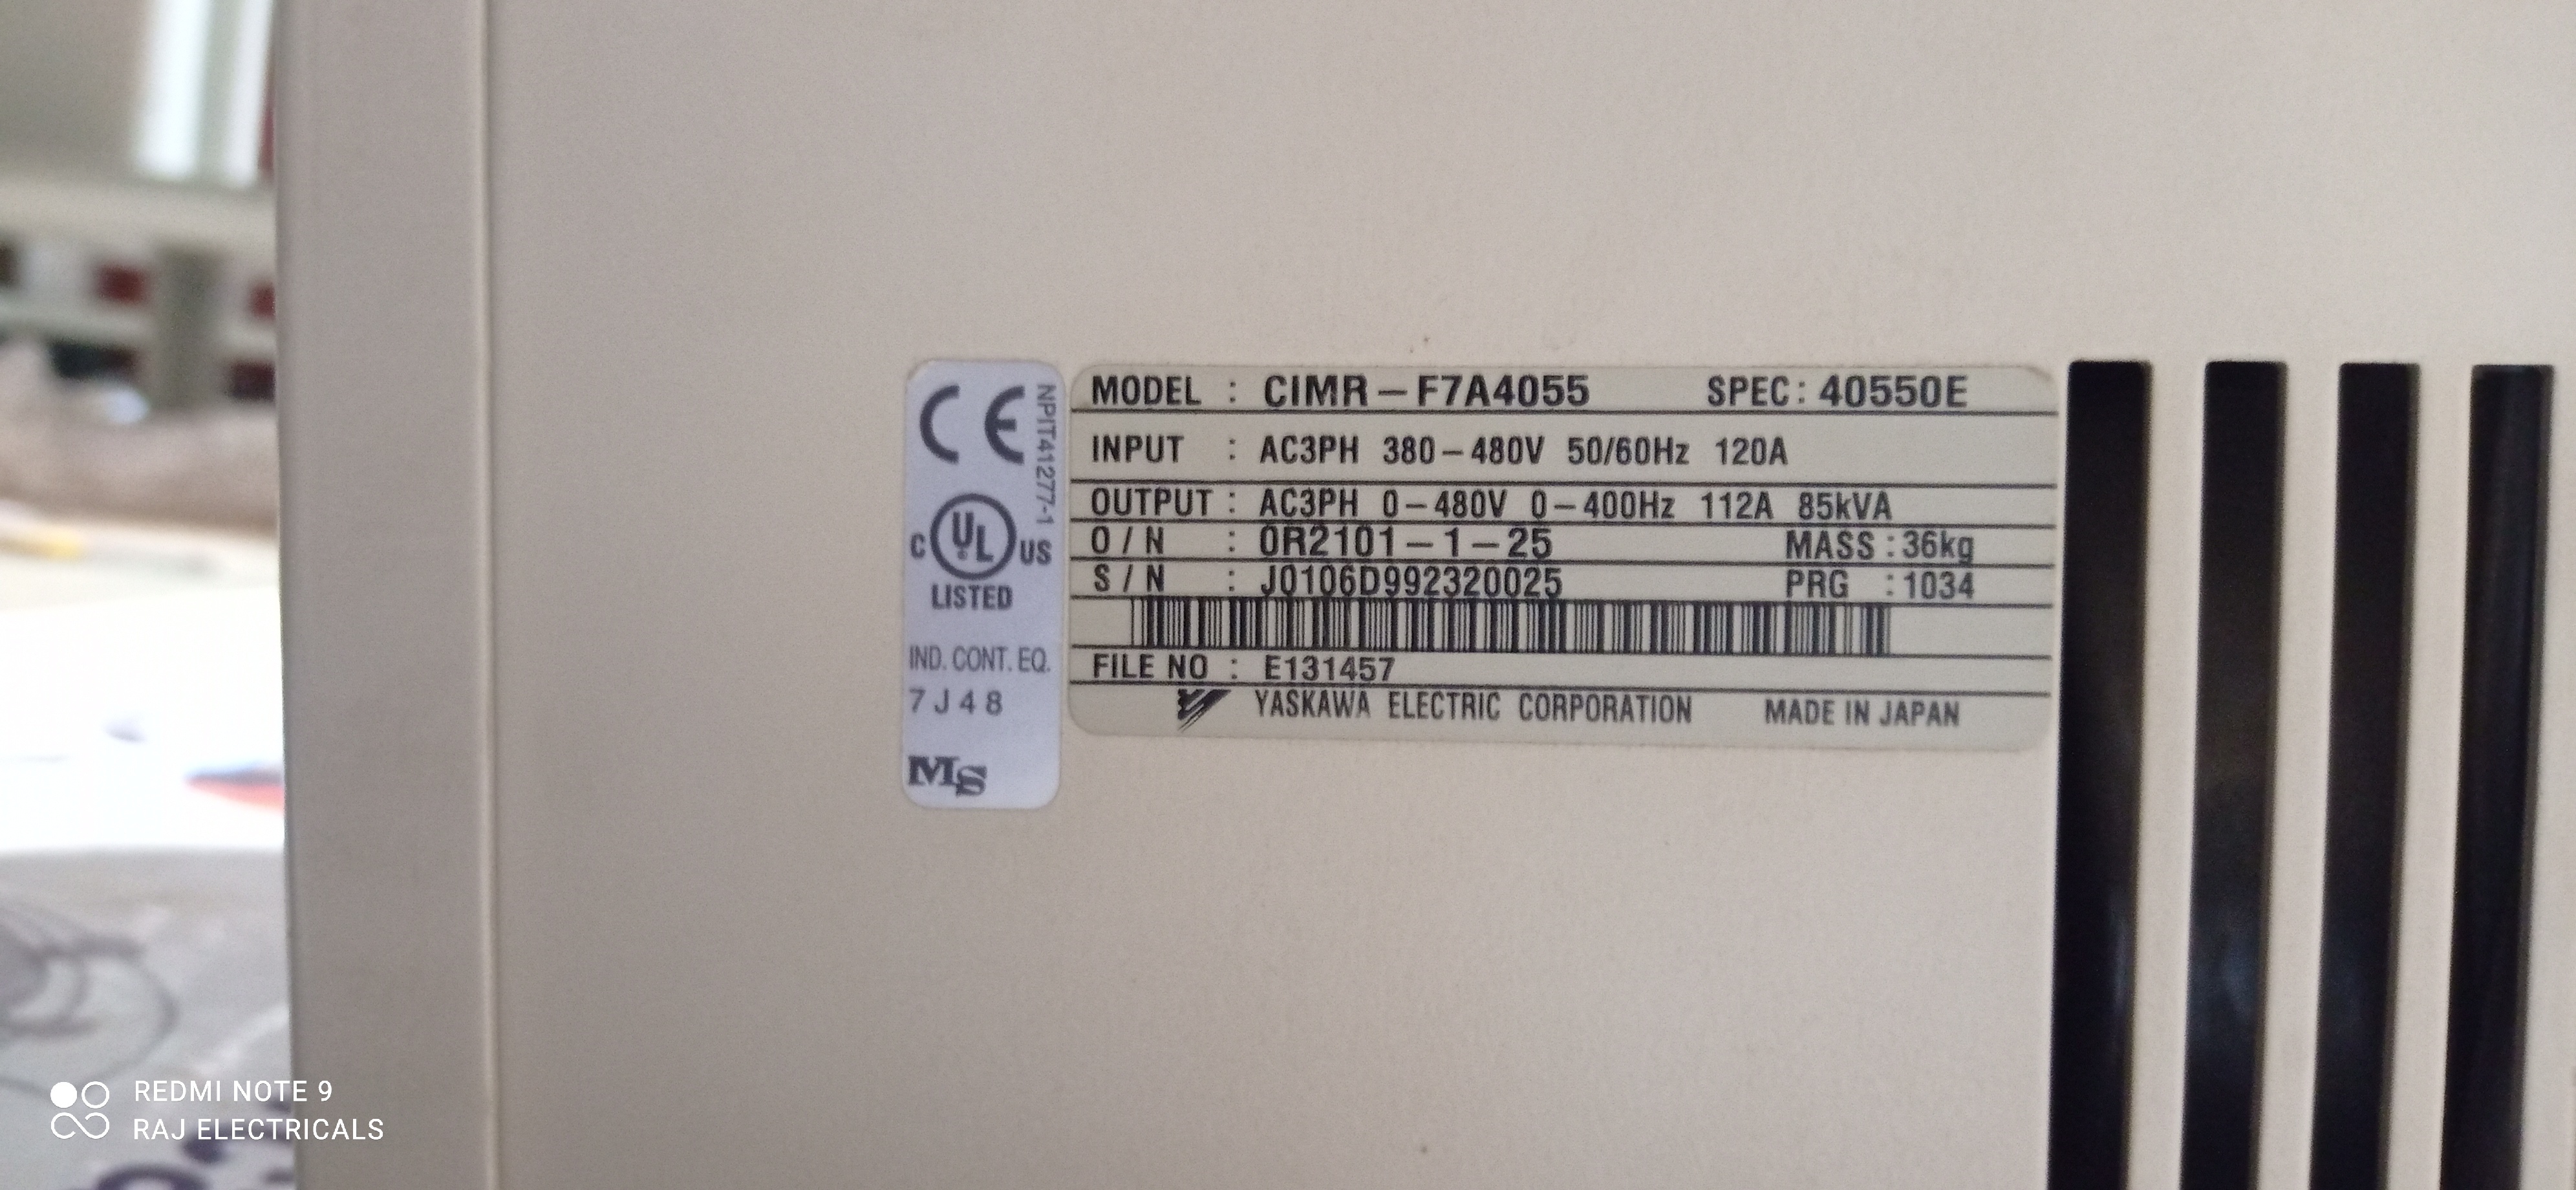 CE
NPIT41277-1
C UL US
LISTED
IND. CONT. EQ.
7J48
MS
MODEL : CIMR-F7A4055 SPEC: 40550E
INPUT : AC3PH 380-480V 50/60Hz 120A
OUTPUT : AC3PH 0-480V 0-400Hz 112A 85kVA
O/N : 0R2101-1-25 MASS : 36kg
S/N : J0106D992320025 PRG : 1034
FILE NO : E131457
YASKAWA ELECTRIC CORPORATION MADE IN JAPAN
REDMI NOTE 9
RAJ ELECTRICALS